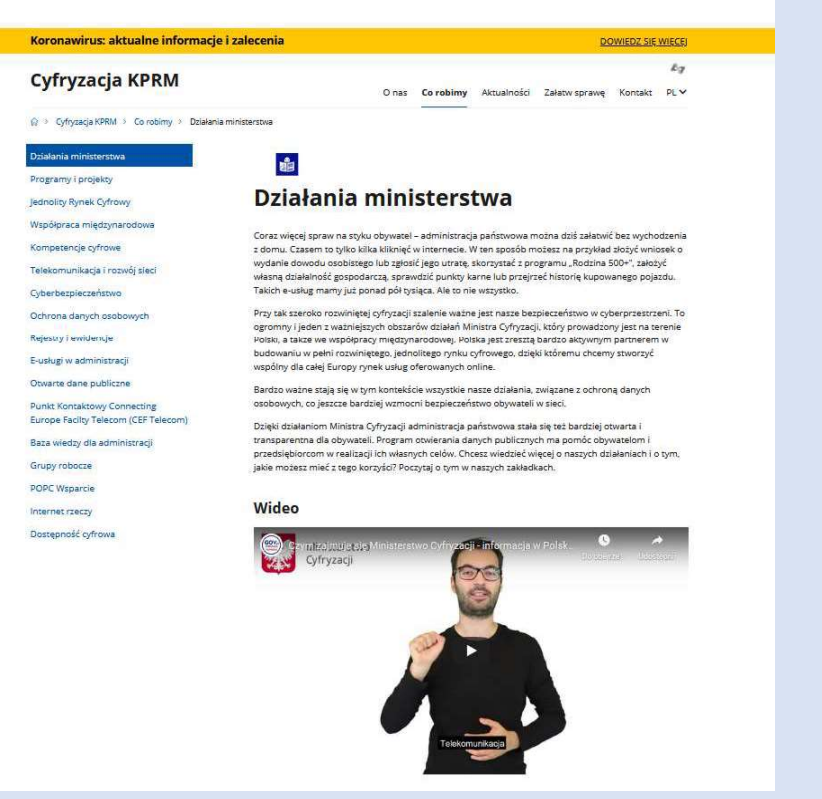 Koronawirus: aktualne informacje i zalecenia
DOWIEDZ SIĘ WIĘCEJ
Cyfryzacja KPRM
O nas Co robimy Aktualności Załatw sprawę Kontakt PL
Cyfryzacja KPRM > Co robimy > Działania ministerstwa
Działania ministerstwa
Programy i projekty
Jednolity Rynek Cyfrowy
Współpraca międzynarodowa
Kompetencje cyfrowe
Telekomunikacja i rozwój sieci
Cyberbezpieczeństwo
Ochrona danych osobowych
Rejestry i ewidencje
E-usługi w administracji
Otwarte dane publiczne
Punkt Kontaktowy Connecting
Europe Facilty Telecom (CEF Telecom)
Baza wiedzy dla administracji
Grupy robocze
POPC Wsparcie
Internet rzeczy
Dostępność cyfrowa
Działania ministerstwa
Coraz więcej spraw na styku obywatel – administracja państwowa można dziś załatwić bez wychodzenia
z domu. Czasem to tylko kilka kliknięć w internecie. W ten sposób możesz na przykład złożyć wniosek o
wydanie dowodu osobistego lub zgłosić jego utratę, skorzystać z programu „Rodzina 500+", założyć
własną działalność gospodarczą, sprawdzić punkty karne lub przejrzeć historię kupowanego pojazdu.
Takich e-usług mamy już ponad pół tysiąca. Ale to nie wszystko.
Przy tak szeroko rozwiniętej cyfryzacji szalenie ważne jest nasze bezpieczeństwo w cyberprzestrzeni. To
ogromny i jeden z ważniejszych obszarów działań Ministra Cyfryzacji, który prowadzony jest na terenie
Polski, a także we współpracy międzynarodowej. Polska jest zresztą bardzo aktywnym partnerem w
budowaniu w pełni rozwiniętego, jednolitego rynku cyfrowego, dzięki któremu chcemy stworzyć
wspólny dla całej Europy rynek usług oferowanych online.
Bardzo ważne stają się w tym kontekście wszystkie nasze działania, związane z ochroną danych
osobowych, co jeszcze bardziej wzmocni bezpieczeństwo obywateli w sieci.
Dzięki działaniom Ministra Cyfryzacji administracja państwowa stała się też bardziej otwarta i
transparentna dla obywateli. Program otwierania danych publicznych ma pomóc obywatelom i
przedsiębiorcom w realizacji ich własnych celów. Chcesz wiedzieć więcej o naszych działaniach i o tym,
jakie możesz mieć z tego korzyści? Poczytaj o tym w naszych zakładkach.
Wideo
Czym zajmuje się Ministerstwo Cyfryzacji - informacja w Polsk...
Cyfryzacji
Udostępnij
Telekomunikacja